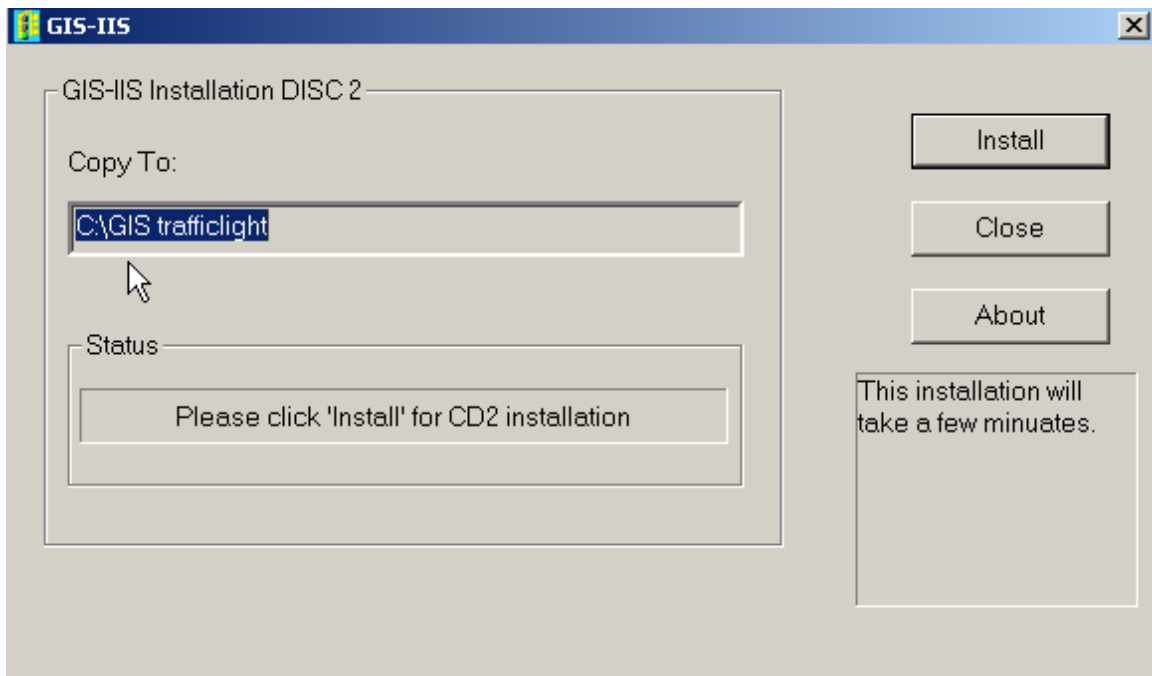 GIS-IIS
GIS-IIS Installation DISC 2
Copy To:
C:\GIS trafficlight
Status
Please click 'Install' for CD2 installation
Install
Close
About
This installation will
take a few minuates.